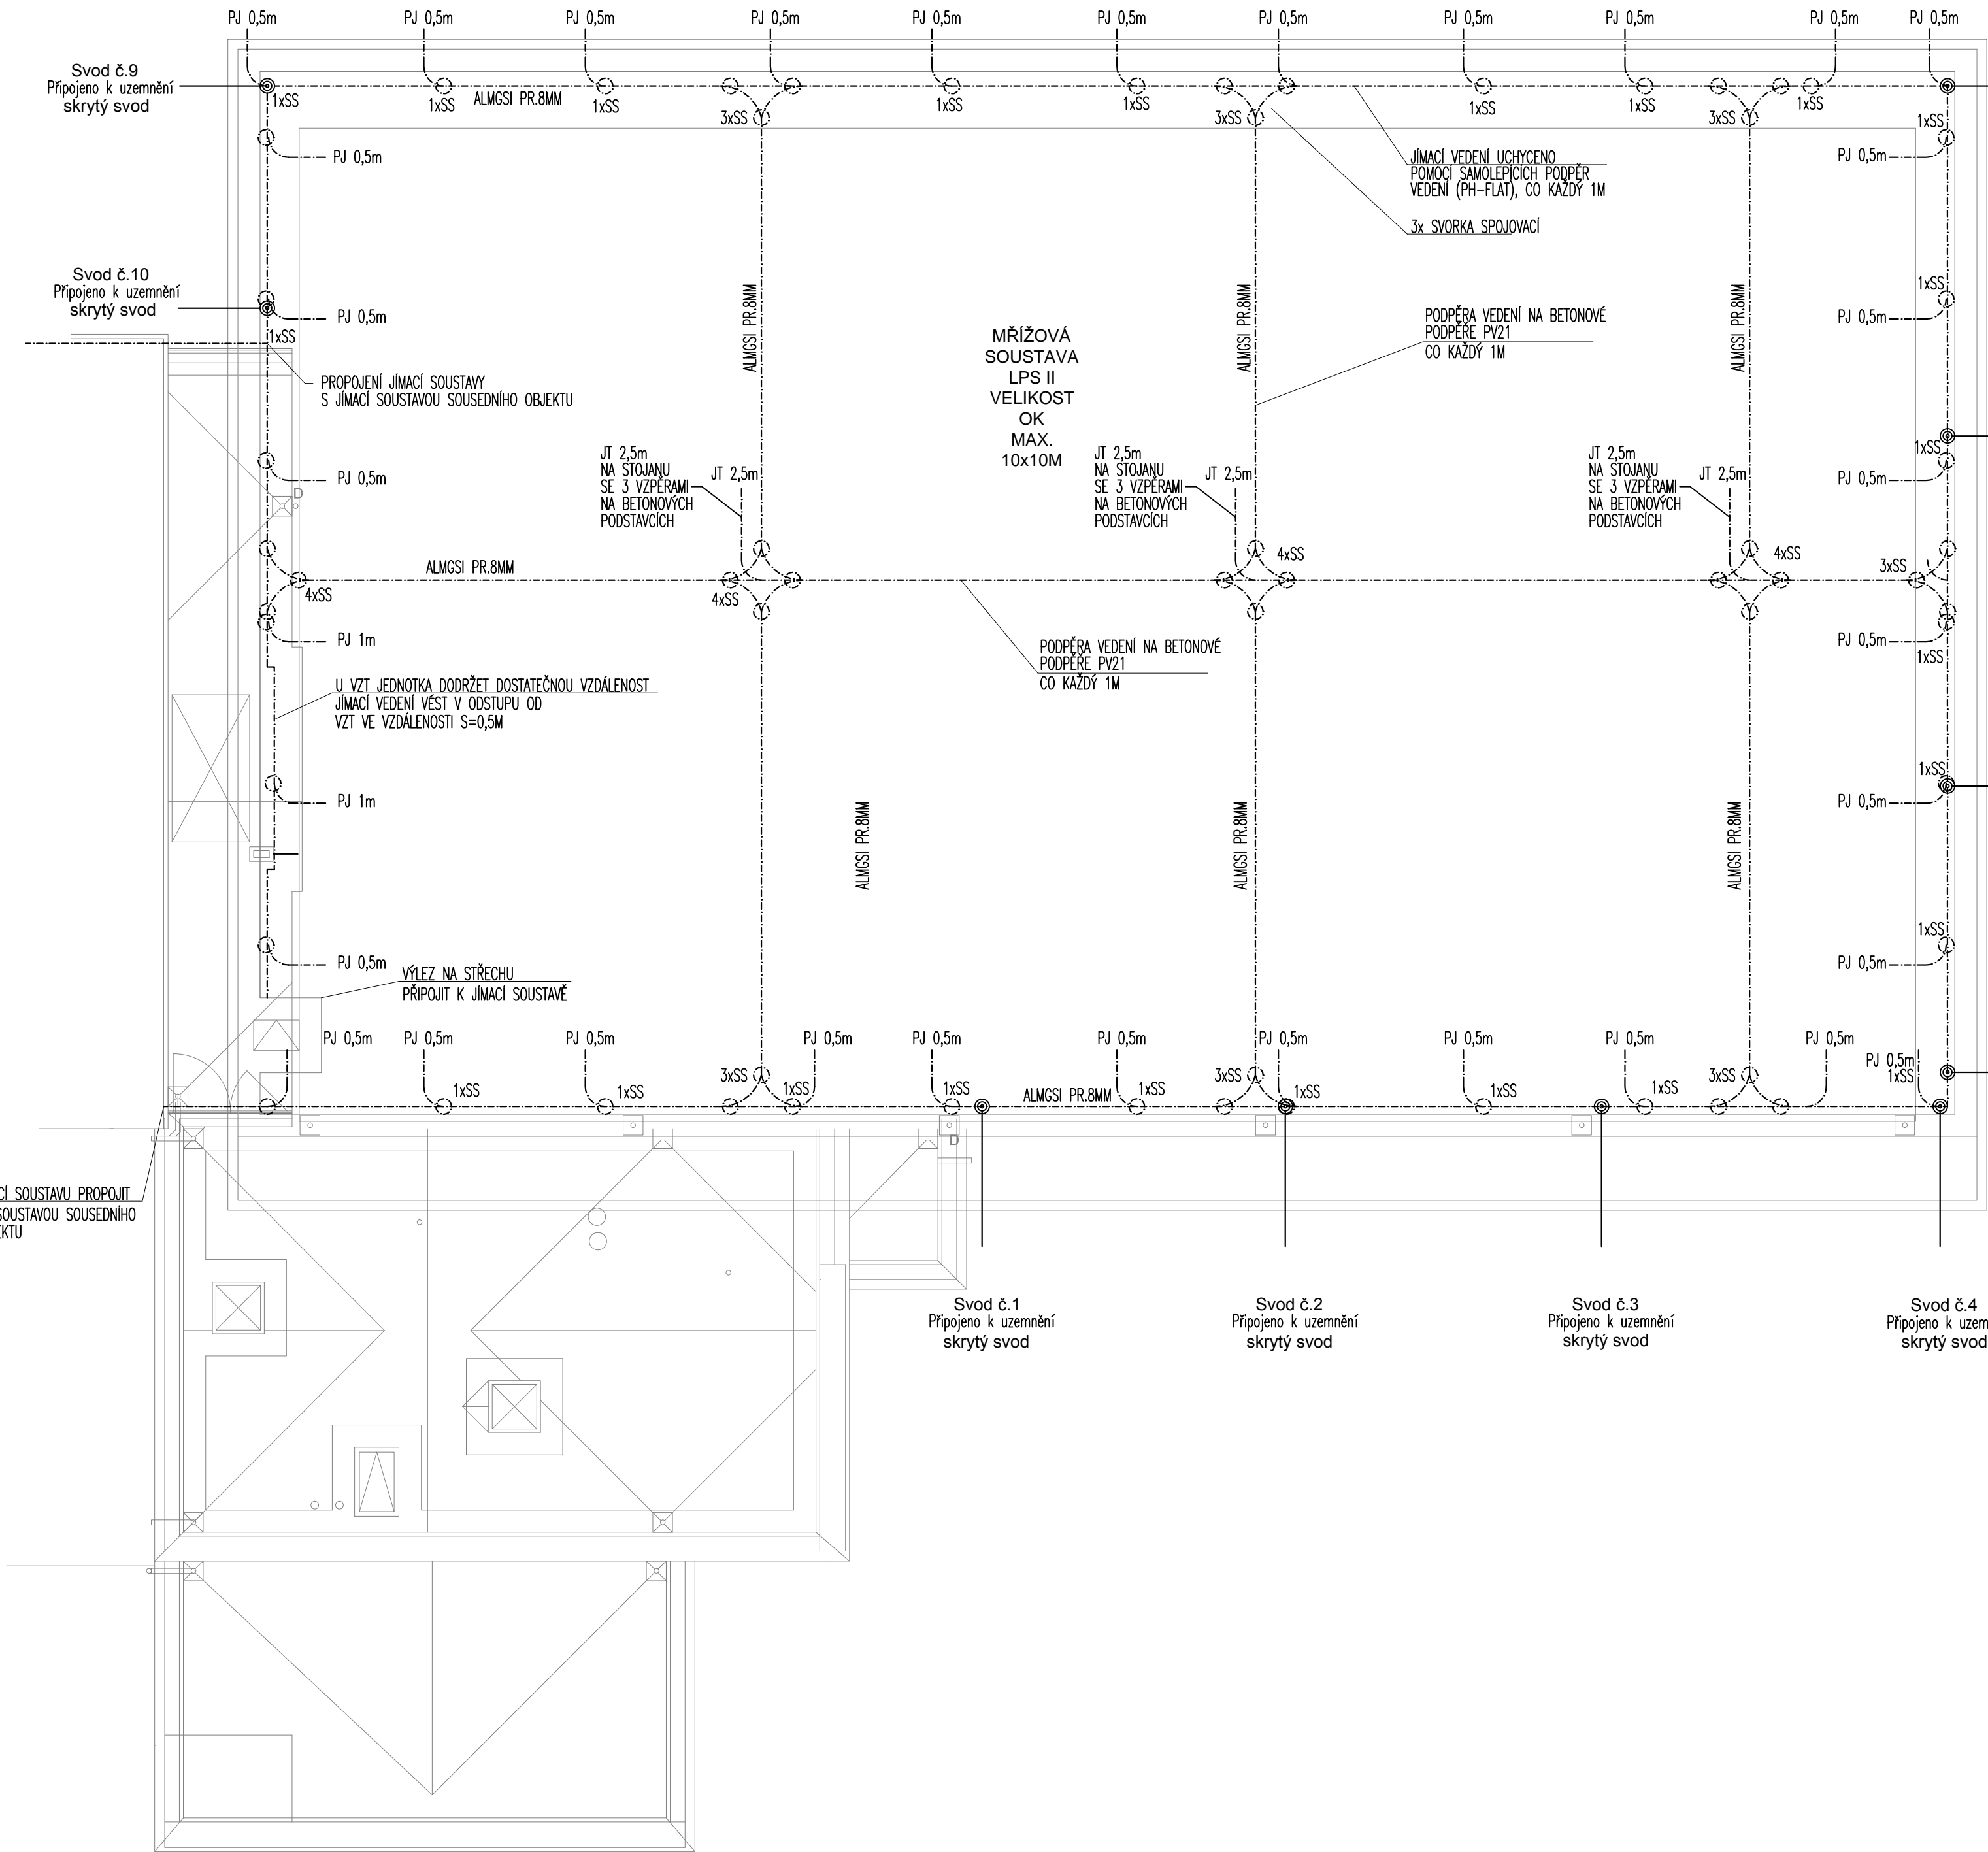 PJ 0,5m
PJ 0,5m
PJ 0,5m
PJ 0,5m
PJ 0,5m
PJ 0,5m
PJ 0,5m
PJ 0,5m
PJ 0,5m
PJ 0,5m
PJ 0,5m
Svod č.9
Připojeno k uzemnění
skrytý svod
1xSS
1xSS
ALMGSI PR.8MM
1xSS
3xSS
1xSS
1xSS
3xSS
1xSS
1xSS
3xSS
1xSS
1xSS
PJ 0,5m
PJ 0,5m
JÍMACÍ VEDENÍ UCHYCENO
POMOCÍ SAMOLEPÍCÍCH PODPĚR
VEDENÍ (PH-FLAT), CO KAŽDÝ 1M
3x SVORKA SPOJOVACÍ
Svod č.10
Připojeno k uzemnění
skrytý svod
PJ 0,5m
1xSS
PROPOJENÍ JÍMACÍ SOUSTAVY
S JÍMACÍ SOUSTAVOU SOUSEDNÍHO OBJEKTU
ALMGSI PR.8MM
MŘÍŽOVÁ
SOUSTAVA
LPS II
VELIKOST
OK
MAX.
10x10M
ALMGSI PR.8MM
PODPĚRA VEDENÍ NA BETONOVÉ
PODPĚŘE PV21
CO KAŽDÝ 1M
ALMGSI PR.8MM
1xSS
PJ 0,5m
PJ 0,5m
D
JT 2,5m
NA STOJANU
SE 3 VZPĚRAMI
NA BETONOVÝCH
PODSTAVCÍCH
JT 2,5m
JT 2,5m
NA STOJANU
SE 3 VZPĚRAMI
NA BETONOVÝCH
PODSTAVCÍCH
JT 2,5m
JT 2,5m
NA STOJANU
SE 3 VZPĚRAMI
NA BETONOVÝCH
PODSTAVCÍCH
JT 2,5m
1xSS
PJ 0,5m
ALMGSI PR.8MM
4xSS
4xSS
4xSS
4xSS
3xSS
PJ 1m
PODPĚRA VEDENÍ NA BETONOVÉ
PODPĚŘE PV21
CO KAŽDÝ 1M
PJ 0,5m
1xSS
U VZT JEDNOTKA DODRŽET DOSTATEČNOU VZDÁLENOST
JÍMACÍ VEDENÍ VÉST V ODSTUPU OD
VZT VE VZDÁLENOSTI S=0,5M
PJ 1m
ALMGSI PR.8MM
ALMGSI PR.8MM
ALMGSI PR.8MM
1xSS
PJ 0,5m
1xSS
PJ 0,5m
PJ 0,5m
VÝLEZ NA STŘECHU
PŘIPOJIT K JÍMACÍ SOUSTAVĚ
PJ 0,5m
PJ 0,5m
PJ 0,5m
PJ 0,5m
PJ 0,5m
PJ 0,5m
PJ 0,5m
PJ 0,5m
PJ 0,5m
PJ 0,5m
PJ 0,5m
1xSS
1xSS
1xSS
3xSS
1xSS
1xSS
ALMGSI PR.8MM
1xSS
3xSS
1xSS
1xSS
1xSS
3xSS
D
CÍ SOUSTAVU PROPOJIT
SOUSTAVOU SOUSEDNÍHO
EKTU
Svod č.1
Připojeno k uzemnění
skrytý svod
Svod č.2
Připojeno k uzemnění
skrytý svod
Svod č.3
Připojeno k uzemnění
skrytý svod
Svod č.4
Připojeno k uzem
skrytý svod